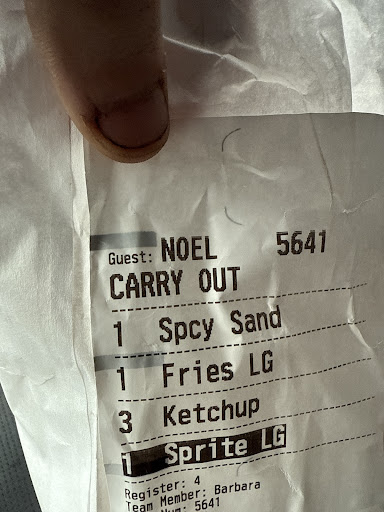 Guest: NOEL 5641
CARRY OUT
1 Spcy Sand
1 Fries LG
3 Ketchup
1 Sprite LG
Register: 4
Team Member: Barbara
5641